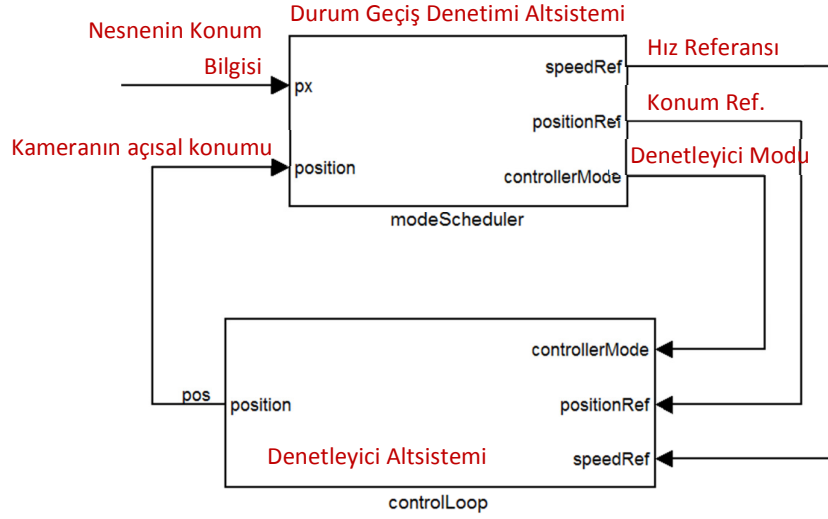 Durum Geçiş Denetimi Altsistemi
Nesnenin Konum
Bilgisi
px
speedRef
Hız Referansı
positionRef
Konum Ref.
Kameranın açısal konumu
position
controllerMode
Denetleyici Modu
modeScheduler
controllerMode
pos
position
positionRef
Denetleyici Altsistemi
speedRef
controlLoop